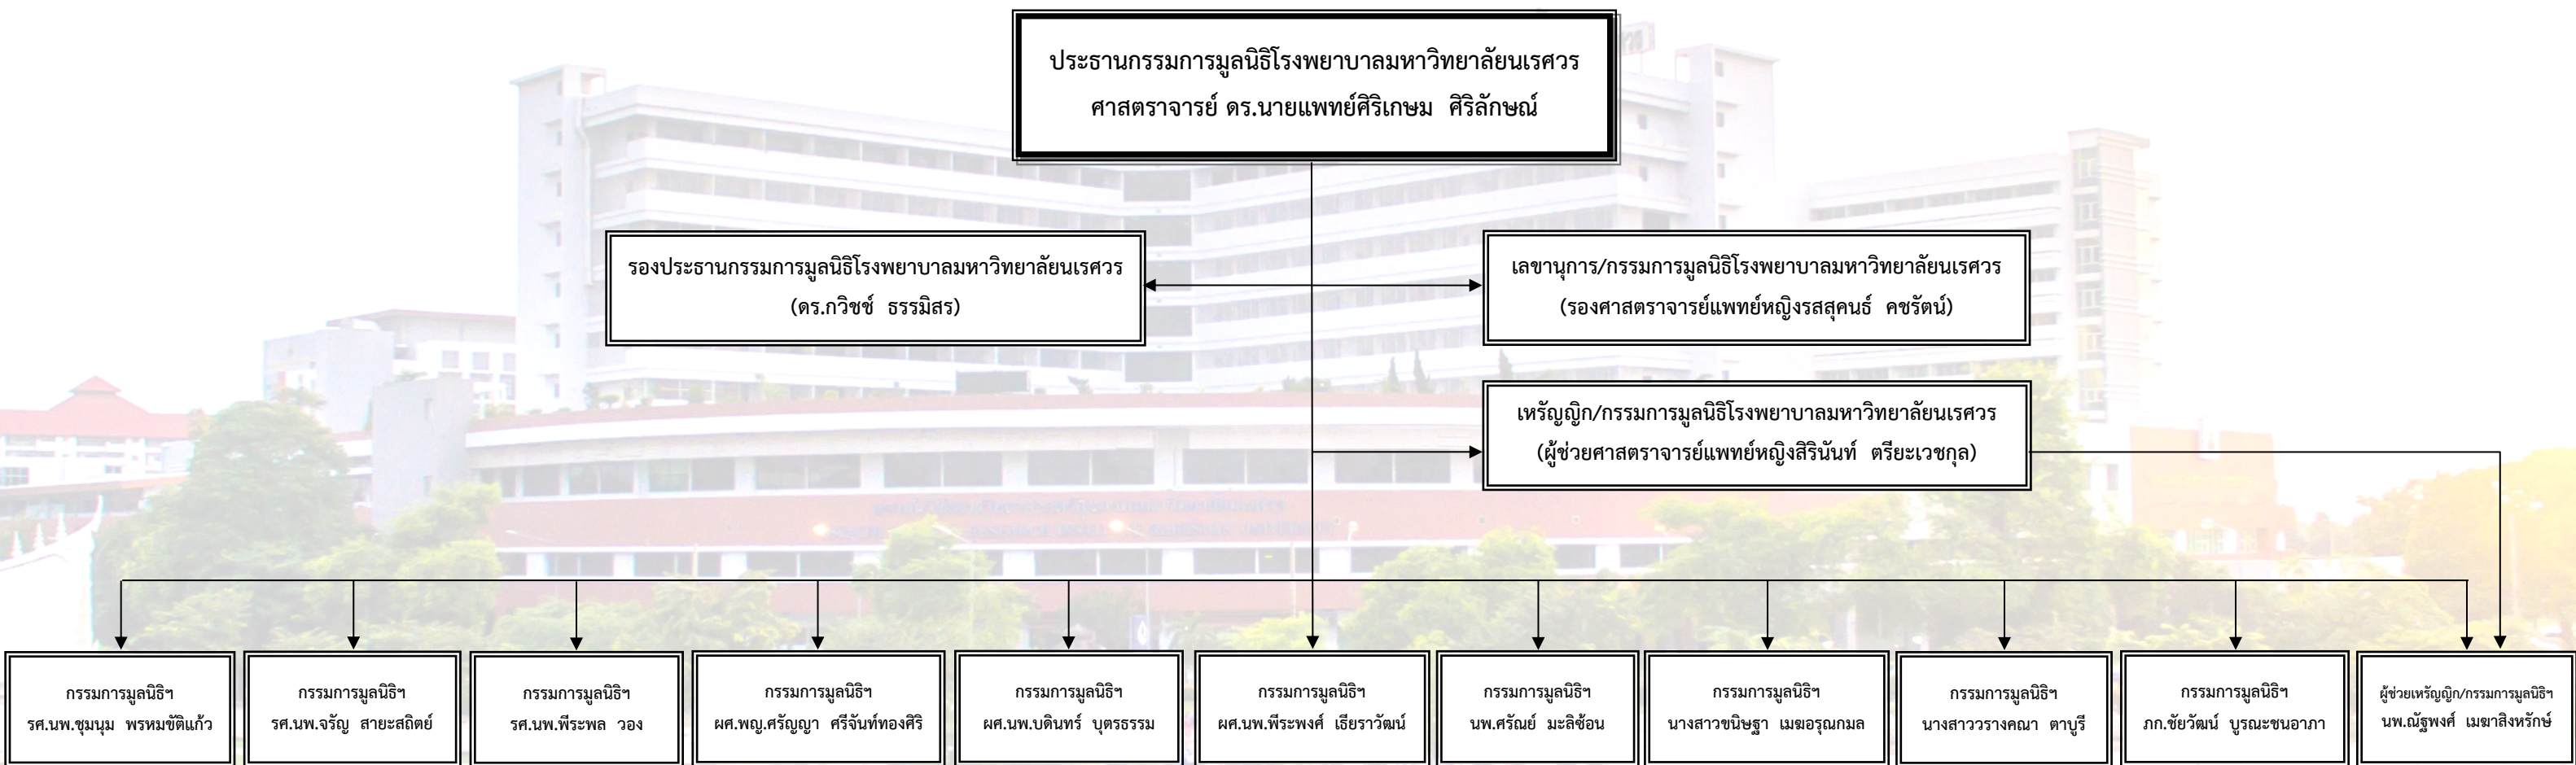 ประธานกรรมการมูลนิธิโรงพยาบาลมหาวิทยาลัยนเรศวร
ศาสตราจารย์ ดร.นายแพทย์ศิริเกษม ศิริลักษณ์
รองประธานกรรมการมูลนิธิโรงพยาบาลมหาวิทยาลัยนเรศวร
(ดร.กวิชช์ ธรรมิสร)
เลขานุการ/กรรมการมูลนิธิโรงพยาบาลมหาวิทยาลัยนเรศวร
(รองศาสตราจารย์แพทย์หญิงรสสุคนธ์ คชรัตน์)
เหรัญญิก/กรรมการมูลนิธิโรงพยาบาลมหาวิทยาลัยนเรศวร
(ผู้ช่วยศาสตราจารย์แพทย์หญิงสิรินันท์ ตรียะเวชกุล)
กรรมการมูลนิธิฯ
รศ.นพ.ชุมนุม พรหมขัติแก้ว
กรรมการมูลนิธิฯ
รศ.นพ.จรัญ สายะสถิตย์
กรรมการมูลนิธิฯ
รศ.นพ.พีระพล วอง
กรรมการมูลนิธิฯ
ผศ.พญ.ศรัญญา ศรีจันท์ทองศิริ
กรรมการมูลนิธิฯ
ผศ.นพ.บดินทร์ บุตรธรรม
กรรมการมูลนิธิฯ
ผศ.นพ.พีระพงศ์ เธียราวัฒน์
กรรมการมูลนิธิฯ
นพ.ศรัณย์ มะลิซ้อน
กรรมการมูลนิธิฯ
นางสาวขนิษฐา เมฆอรุณกมล
กรรมการมูลนิธิฯ
นางสาววรางคณา ตาบูรี
กรรมการมูลนิธิฯ
ภก.ชัยวัฒน์ บูรณะชนอาภา
ผู้ช่วยเหรัญญิก/กรรมการมูลนิธิฯ
นพ.ณัฐพงศ์ เมฆาสิงหรักษ์